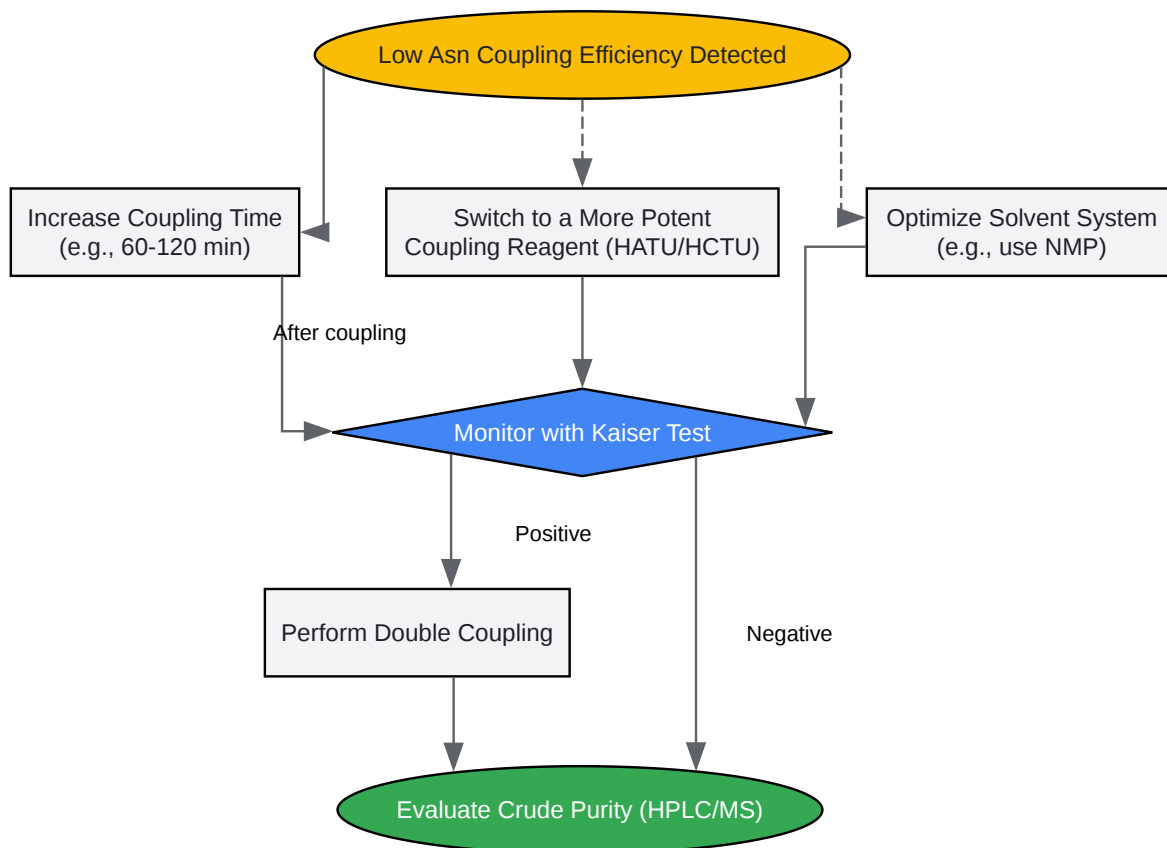 Low Asn Coupling Efficiency Detected
Increase Coupling Time
(e.g., 60-120 min)
Switch to a More Potent
Coupling Reagent (HATU/HCTU)
Optimize Solvent System
(e.g., use NMP)
After coupling
Monitor with Kaiser Test
Positive
Perform Double Coupling
Negative
Evaluate Crude Purity (HPLC/MS)